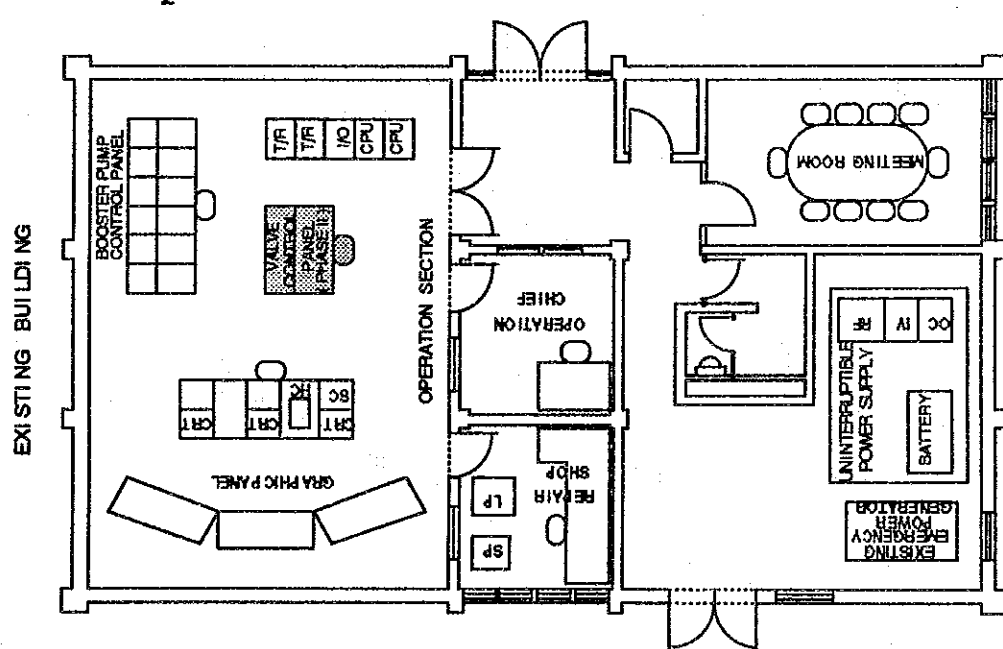 EXISTING BUILDING
BOOSTER PUMP
CONTROL PANEL
T/R
T/R
I/O
CPU
CPU
VALVE
CONTROL
PANEL
(PHASE II)
OPERATION SECTION
CRT
CRT
CRT
SC
GRAPHIC PANEL
OPERATION
CHIEF
REPAIR
SHOP
LP
SP
MEETING ROOM
UNINTERRUPTIBLE
POWER SUPPLY
RF
IV
OC
BATTERY
EXISTING
EMERGENCY
POWER
GENERATOR